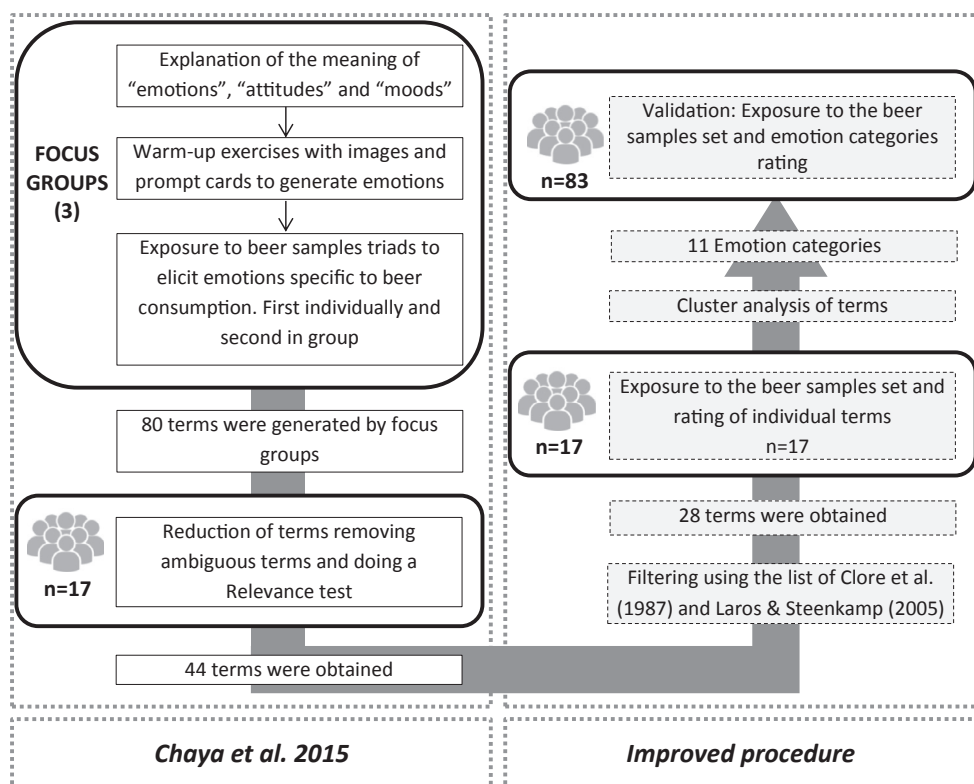 Explanation of the meaning of
“emotions”, “attitudes” and “moods”
FOCUS
GROUPS
(3)
Warm-up exercises with images and
prompt cards to generate emotions
Exposure to beer samples triads to
elicit emotions specific to beer
consumption. First individually and
second in group
80 terms were generated by focus
groups
n=17
Reduction of terms removing
ambiguous terms and doing a
Relevance test
44 terms were obtained
Chaya et al. 2015
Validation: Exposure to the beer
samples set and emotion categories
rating
n=83
11 Emotion categories
Cluster analysis of terms
Exposure to the beer samples set and
rating of individual terms
n=17
n=17
28 terms were obtained
Filtering using the list of Clore et al.
(1987) and Laros & Steenkamp (2005)
Improved procedure